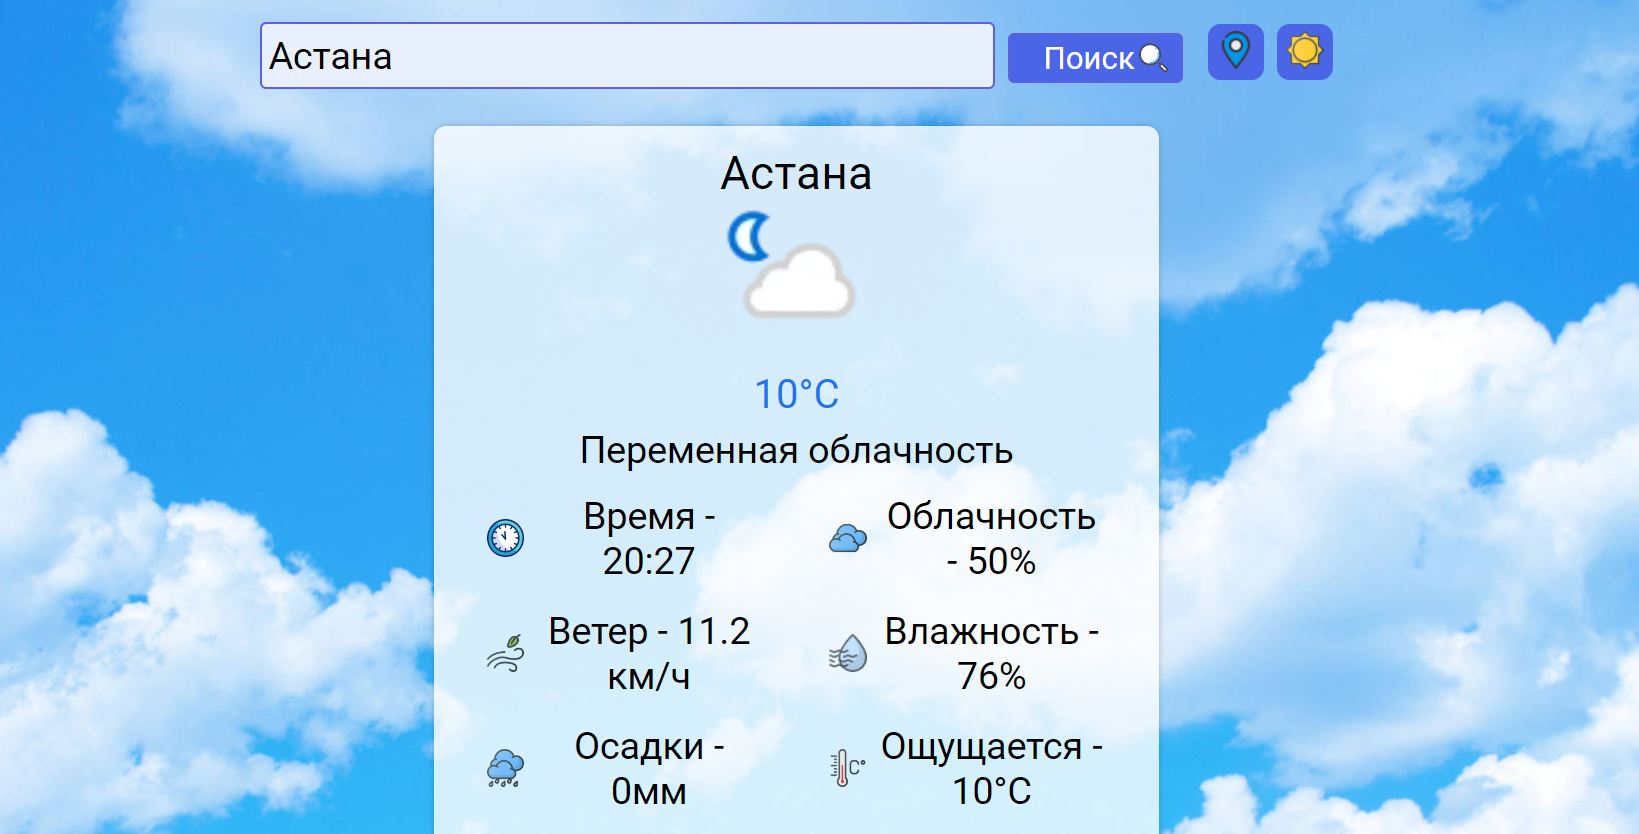 Астана
Поиск
Астана
10°C
Переменная облачность
Время -
20:27
Облачность
- 50%
Ветер - 11.2
км/ч
Влажность -
76%
Осадки -
0мм
C°
Ощущается -
10°C